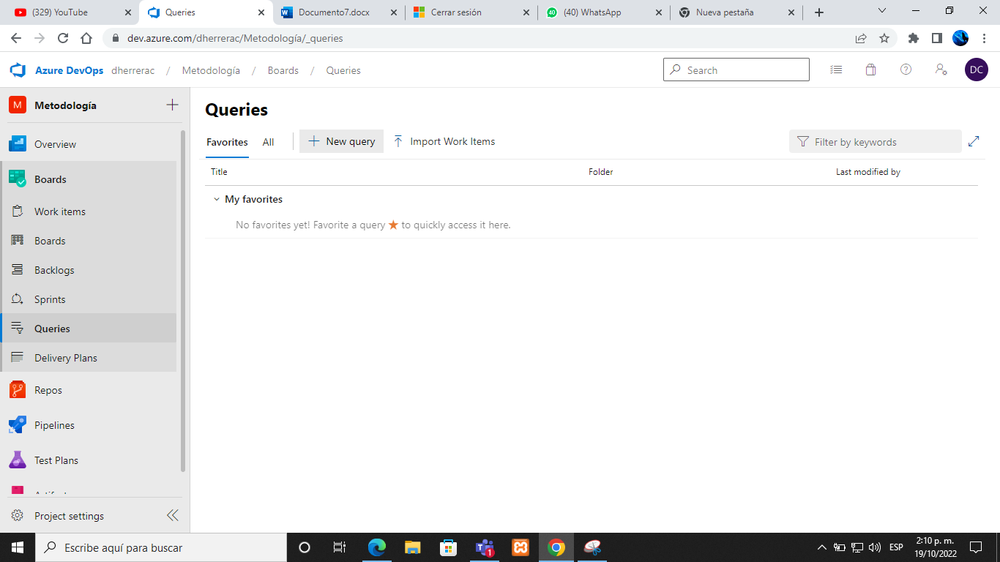 (329) YouTube
Queries
Documento7.docx
Cerrar sesión
(40) WhatsApp
Nueva pestaña
dev.azure.com/dherrerac/Metodología/_queries
Azure DevOps dherrerac / Metodología / Boards / Queries
Search
DC
M Metodología
Overview
Boards
Work items
Boards
Backlogs
Sprints
Queries
Delivery Plans
Repos
Pipelines
Test Plans
Project settings
Queries
Favorites All New query Import Work Items
Filter by keywords
Title Folder Last modified by
My favorites
No favorites yet! Favorite a query ★ to quickly access it here.
Escribe aquí para buscar
1
ESP
2:10 p. m.
19/10/2022